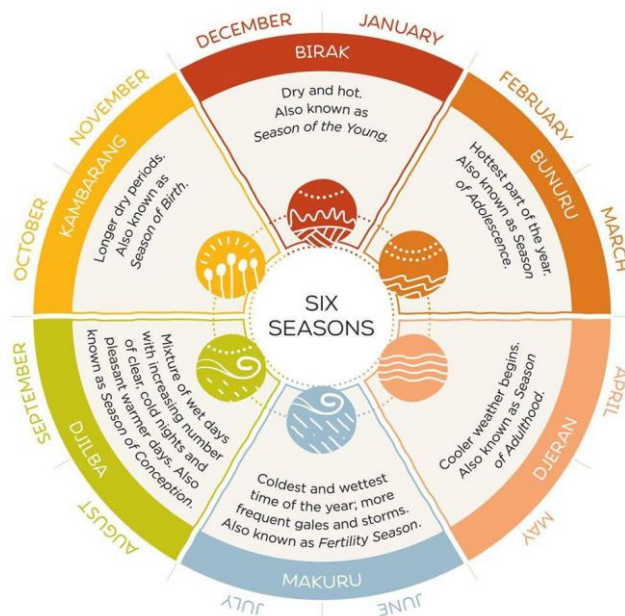 SIX
SEASONS
DECEMBER
JANUARY
BIRAK
Dry and hot.
Also known as
Season of the Young.
FEBRUARY
MARCH
BUNURU
Hottest part of the year.
Also known as Season
of Adolescence.
APRIL
MAY
DJERAN
Cooler weather begins.
Also known as Season
of Adulthood.
JUNE
JULY
MAKURU
Coldest and wettest
time of the year; more
frequent gales and storms.
Also known as Fertility Season.
AUGUST
SEPTEMBER
DJILBA
Mixture of wet days
with increasing number
of clear, cold nights and
pleasant warmer days. Also
known as Season of Conception.
OCTOBER
NOVEMBER
KAMBARANG
Longer dry periods.
Also known as
Season of Birth.